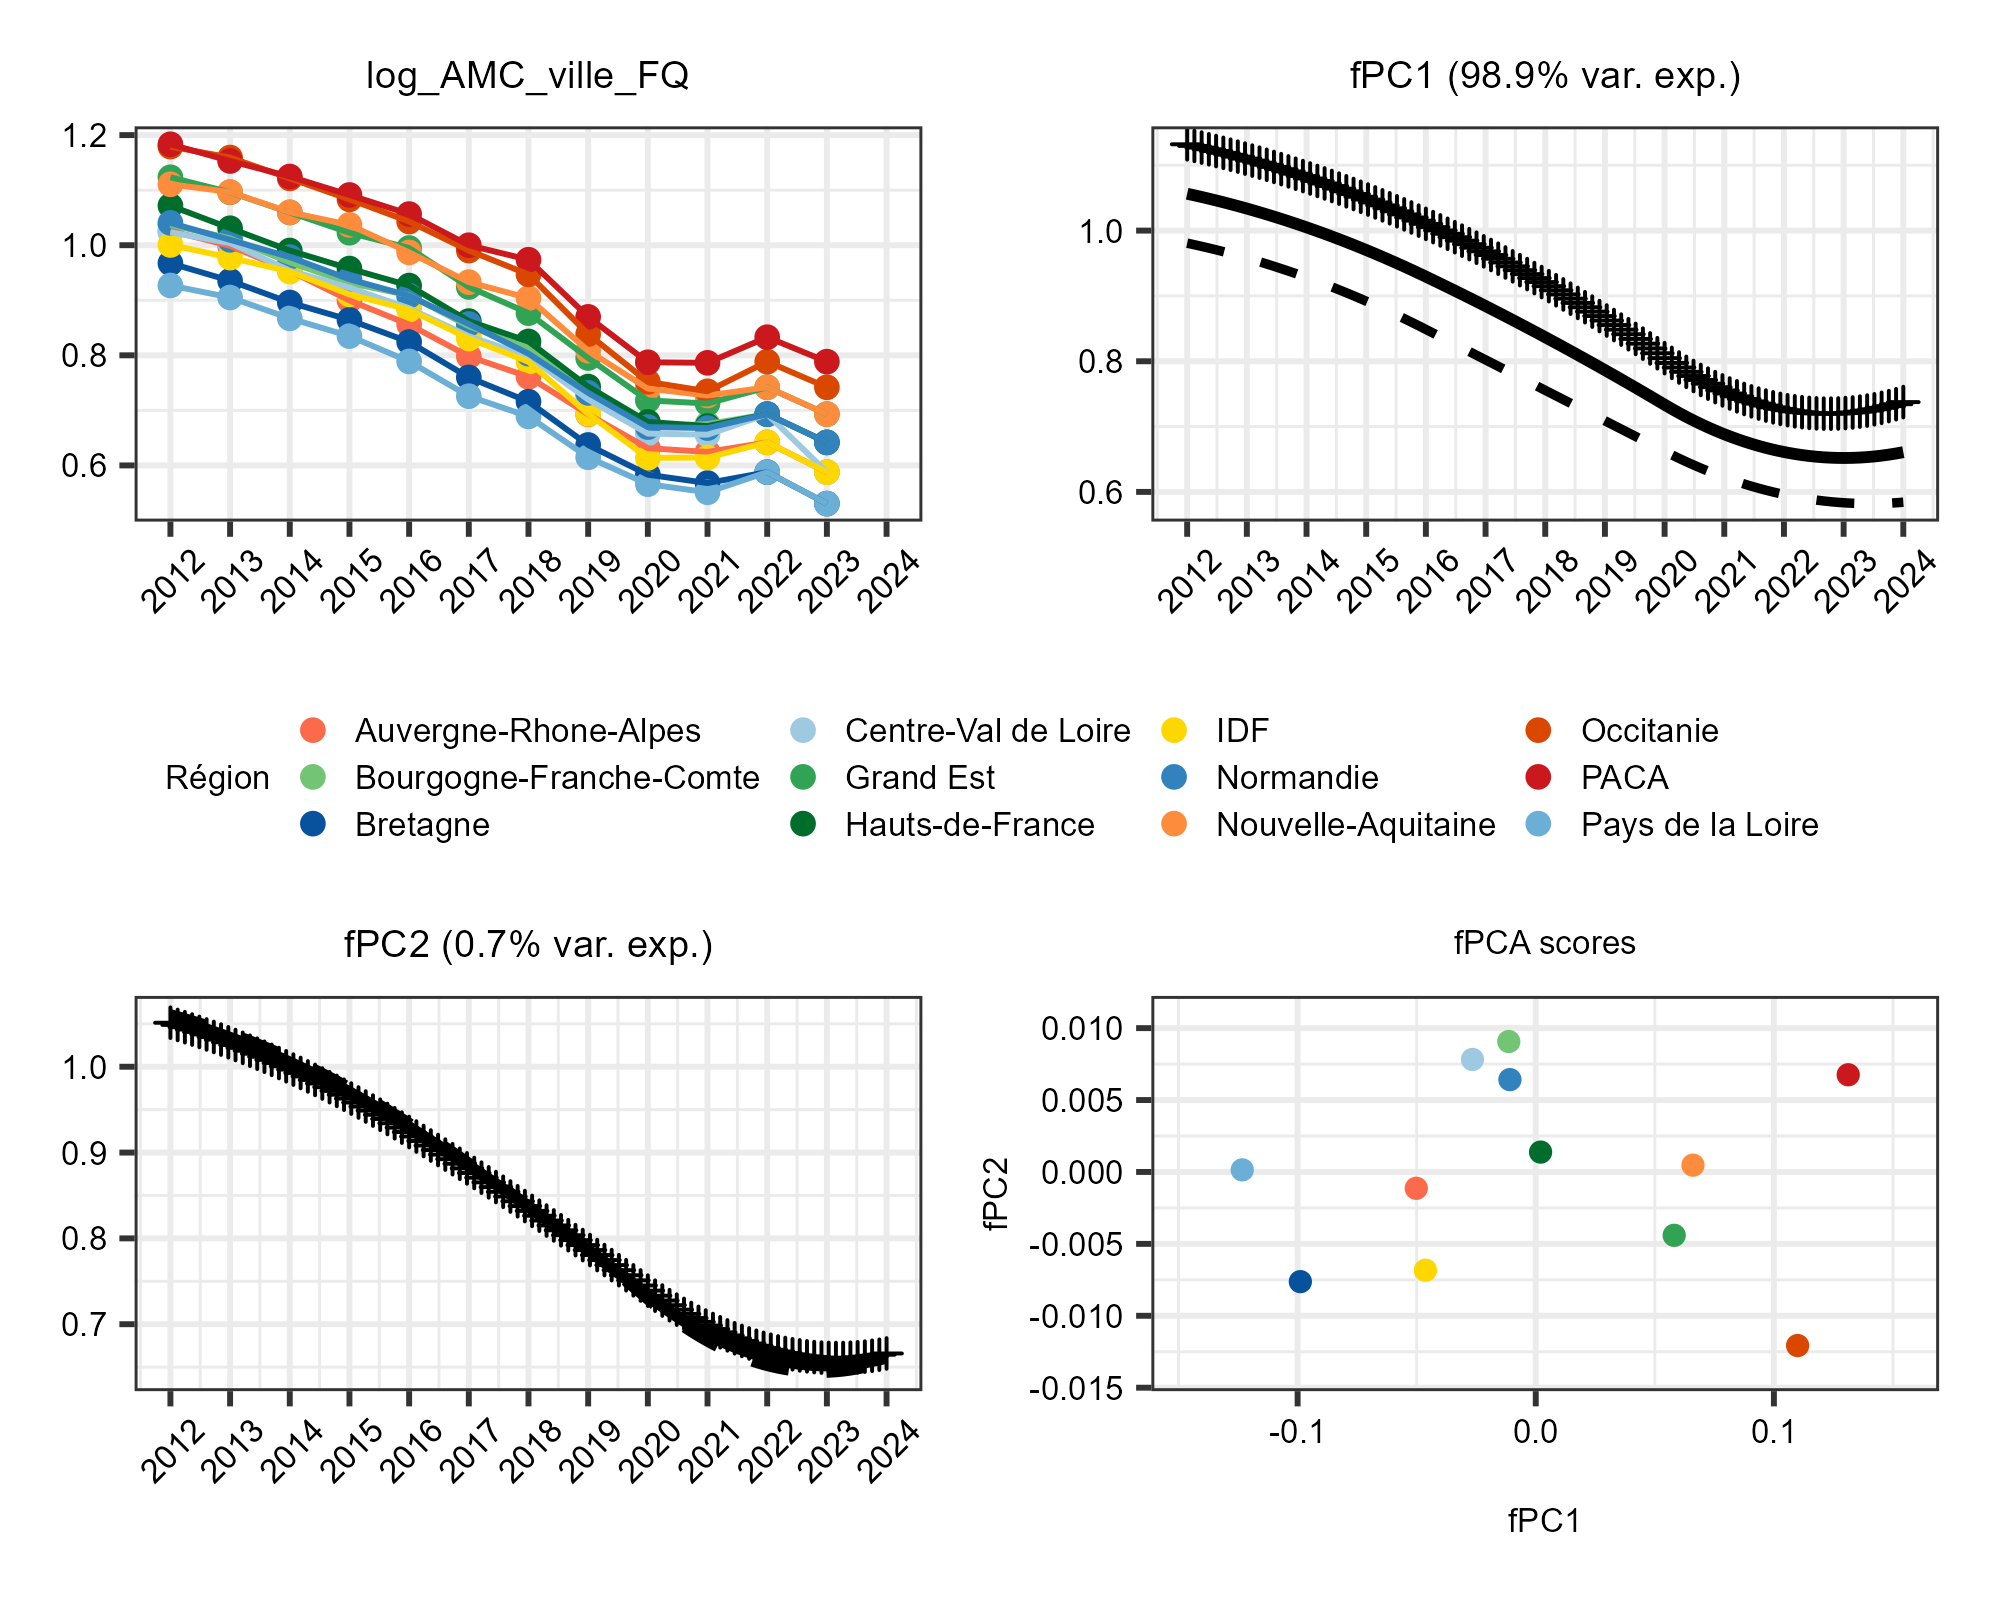 log_AMC_ville_FQ
1.2
1.0
0.8
0.6
2012 2013 2014 2015 2016 2017 2018 2019 2020 2021 2022 2023 2024
fPC1 (98.9% var. exp.)
1.0
0.8
0.6
2012 2013 2014 2015 2016 2017 2018 2019 2020 2021 2022 2023 2024
Région
Auvergne-Rhone-Alpes
Bourgogne-Franche-Comte
Bretagne
Centre-Val de Loire
Grand Est
Hauts-de-France
IDF
Normandie
Nouvelle-Aquitaine
Occitanie
PACA
Pays de la Loire
fPC2 (0.7% var. exp.)
1.0
0.9
0.8
0.7
2012 2013 2014 2015 2016 2017 2018 2019 2020 2021 2022 2023 2024
fPCA scores
fPC2
0.010
0.005
0.000
-0.005
-0.010
-0.015
-0.1 0.0 0.1
fPC1